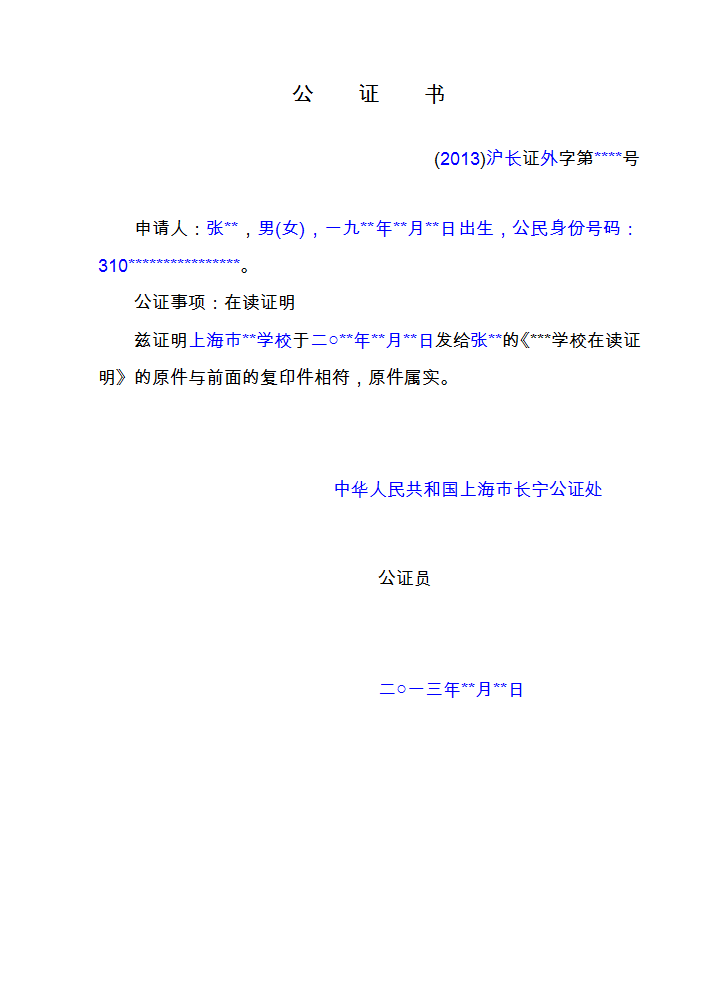 公 证 书
(2013)沪长证外字第****号
申请人：张**，男(女)，一九**年**月**日出生，公民身份号码：
310****************。
公证事项：在读证明
兹证明上海市**学校于二○**年**月**日发给张**的《***学校在读证
明》的原件与前面的复印件相符，原件属实。
中华人民共和国上海市长宁公证处
公证员
二○一三年**月**日